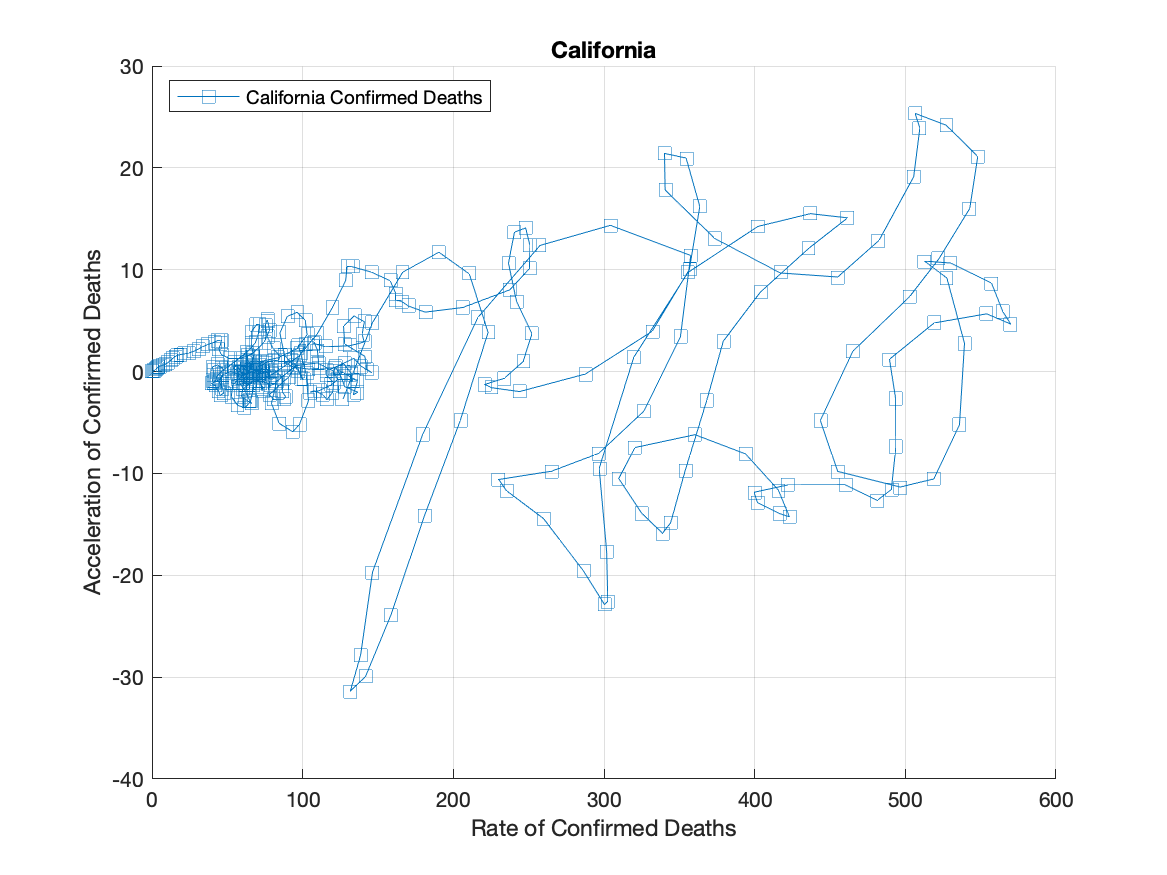 California
California Confirmed Deaths
30
20
10
0
-10
-20
-30
-40
Acceleration of Confirmed Deaths
0 100 200 300 400 500 600
Rate of Confirmed Deaths